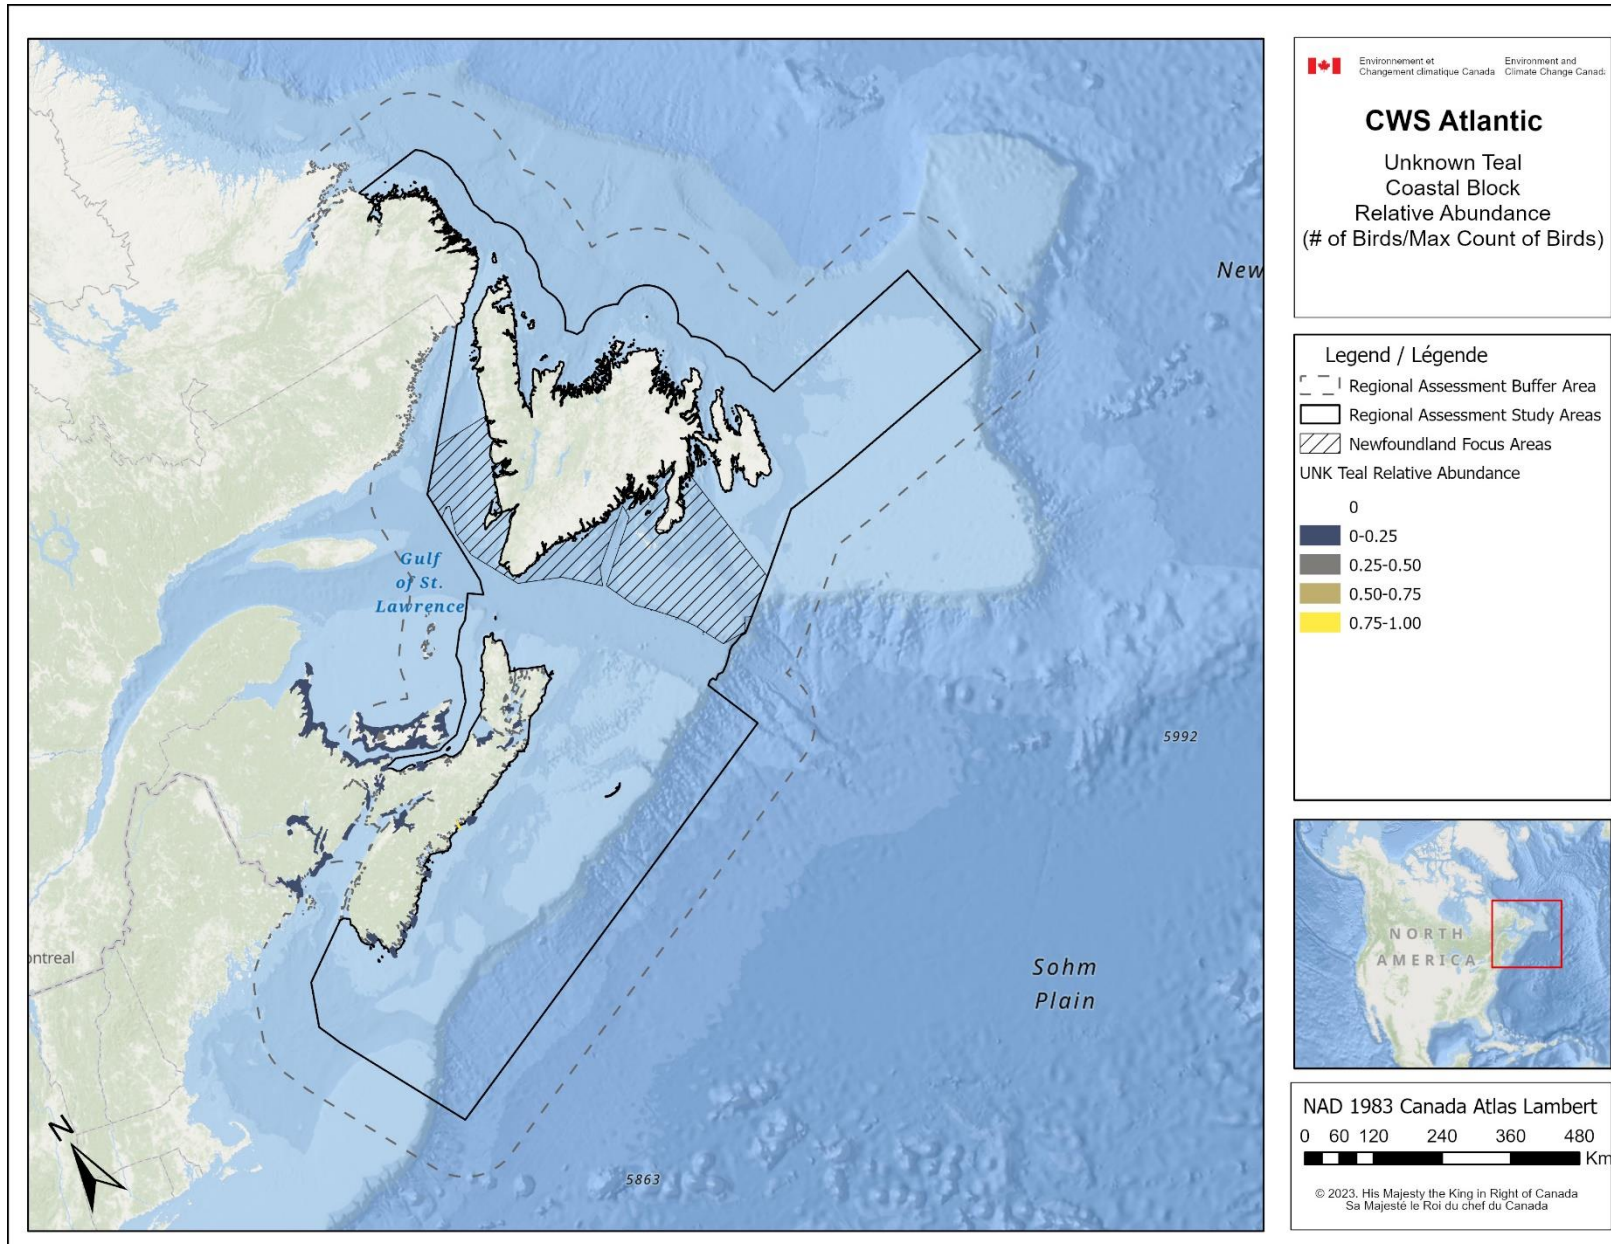 Environnement et
Changement climatique Canada
Environment and
Climate Change Canada
CWS Atlantic
Unknown Teal
Coastal Block
Relative Abundance
(# of Birds/Max Count of Birds)
Legend / Légende
Regional Assessment Buffer Area
Regional Assessment Study Areas
Newfoundland Focus Areas
UNK Teal Relative Abundance
0
0-0.25
0.25-0.50
0.50-0.75
0.75-1.00
NORTH
AMERICA
NAD 1983 Canada Atlas Lambert
0 60 120 240 360 480
Km
© 2023. His Majesty the King in Right of Canada
Sa Majesté le Roi du chef du Canada
New
Gulf
of St.
Lawrence
5992
Sohm
Plain
ontreal
5863
N